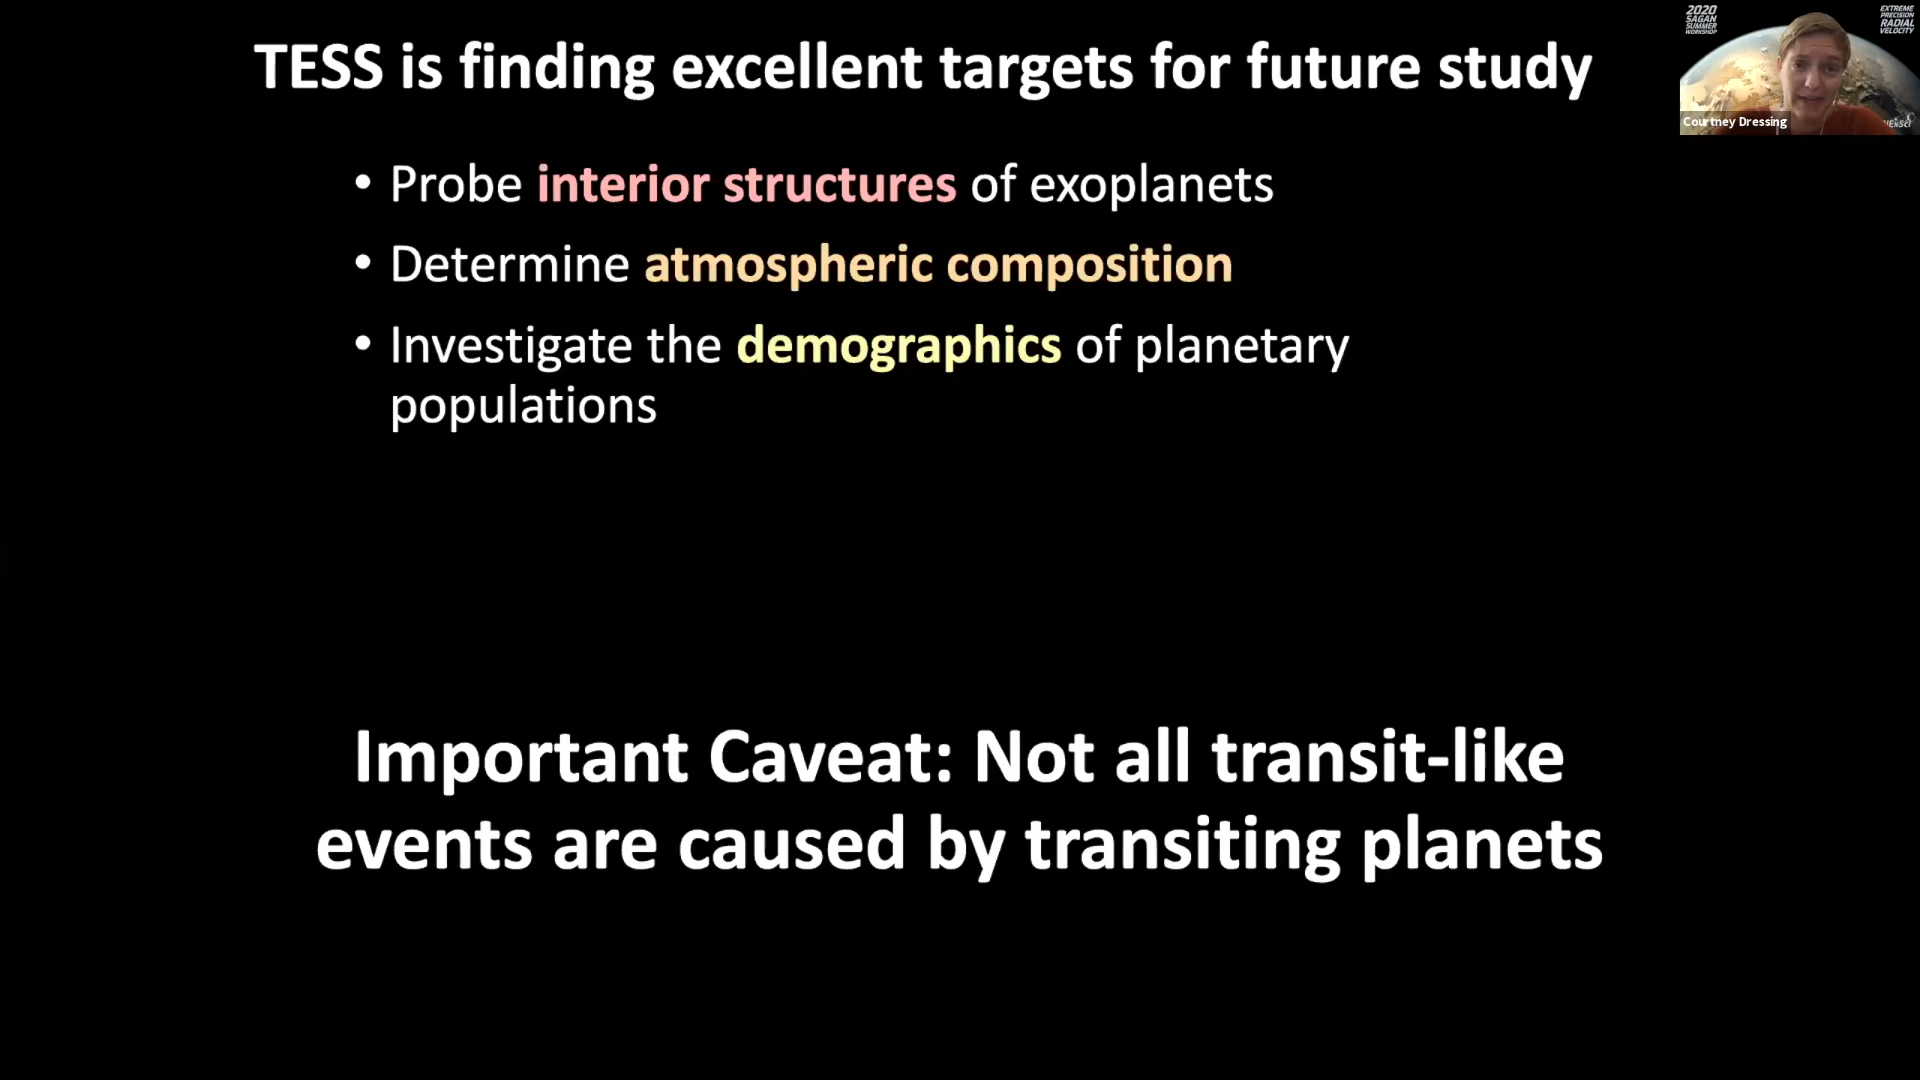 TESS is finding excellent targets for future study
• Probe interior structures of exoplanets
• Determine atmospheric composition
• Investigate the demographics of planetary
populations
Important Caveat: Not all transit-like
events are caused by transiting planets
2020
SAGAN
SUMMER
WORKSHOP
EXTREME
PRECISION
RADIAL
VELOCITY
Courtney Dressing